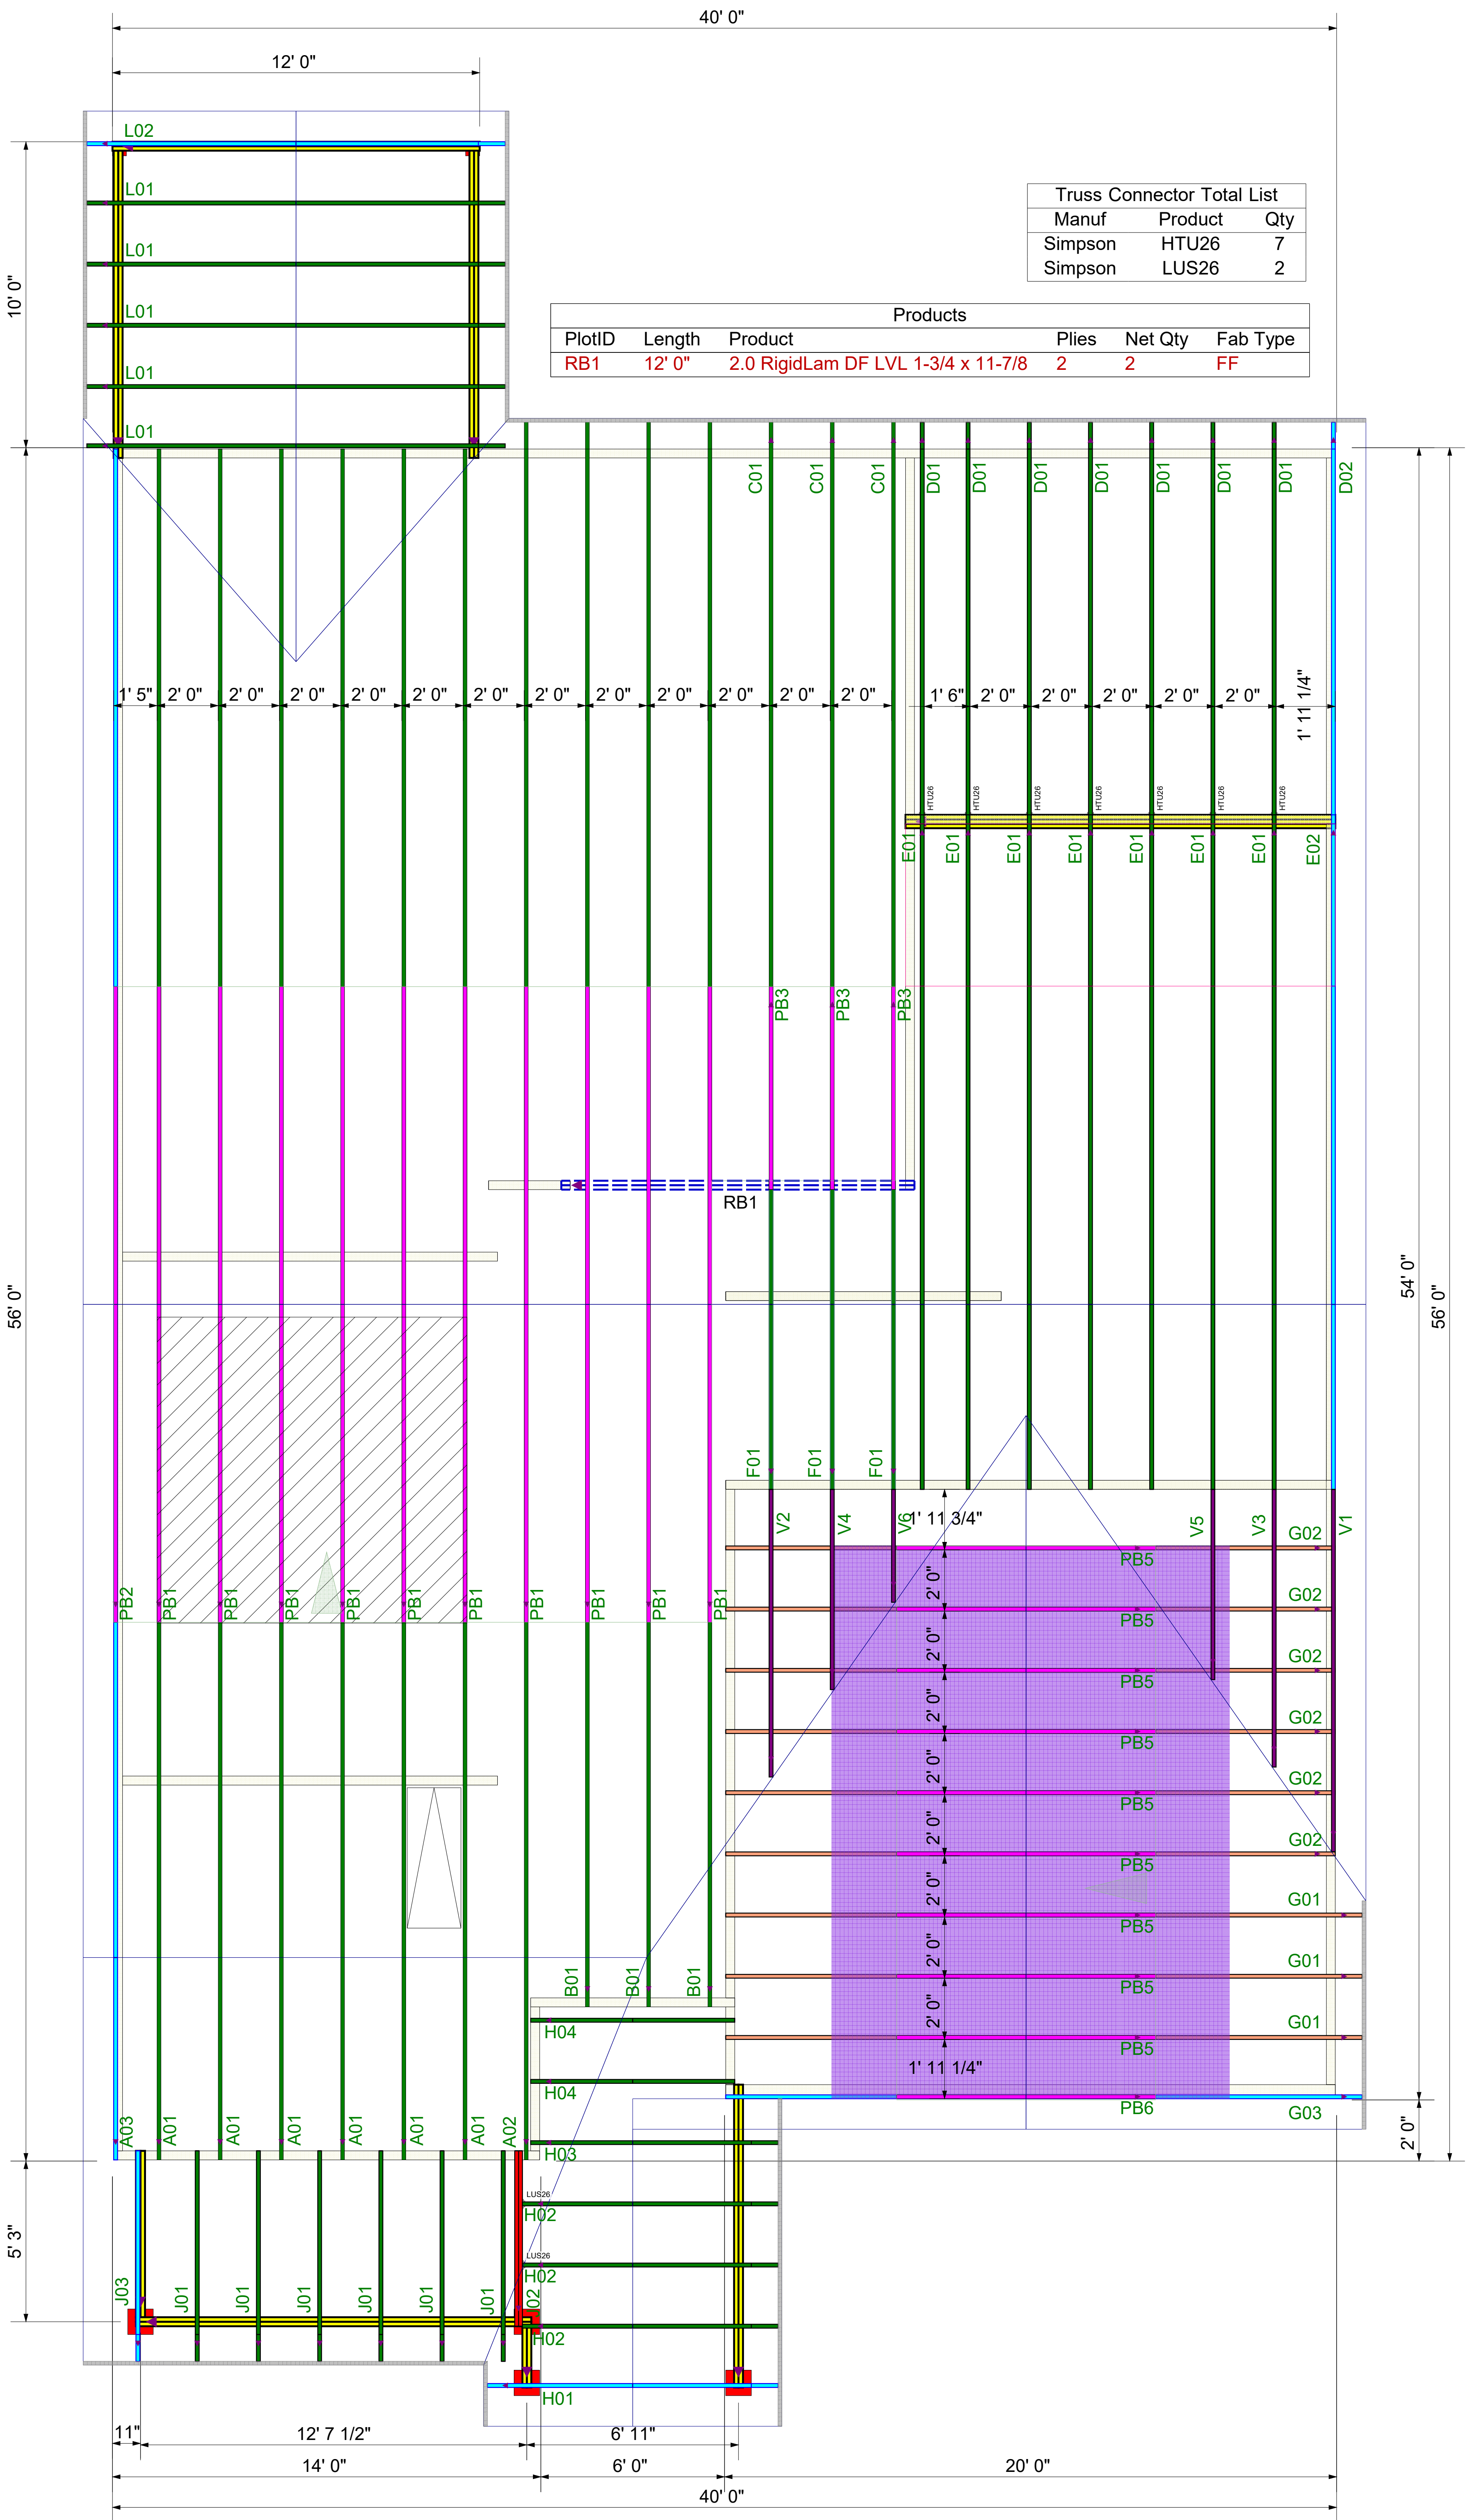 40' 0"
12' 0"
L02
L01
L01
L01
L01
L01
10' 0"
Truss Connector Total List
Manuf Product Qty
Simpson HTU26 7
Simpson LUS26 2
Products
PlotID Length Product Plies Net Qty Fab Type
RB1 12' 0" 2.0 RigidLam DF LVL 1-3/4 x 11-7/8 2 2 FF
C01 C01 C01 D01 D01 D01 D01 D01 D01 D01 D02
1' 5" 2' 0" 2' 0" 2' 0" 2' 0" 2' 0" 2' 0" 2' 0" 2' 0" 2' 0" 2' 0" 2' 0" 2' 0" 1' 6" 2' 0" 2' 0" 2' 0" 2' 0" 2' 0" 1' 11 1/4"
HTU26 HTU26 HTU26 HTU26 HTU26 HTU26 HTU26
E01 E01 E01 E01 E01 E01 E01 E02
PB3 PB3 PB3
RB1
56' 0"
54' 0"
56' 0"
F01 F01 F01
V2 V4 V6 V5 V3 V1
1' 11 3/4"
G02
PB5
2' 0"
G02
PB5
2' 0"
G02
PB5
2' 0"
G02
PB5
2' 0"
G02
PB5
2' 0"
G02
PB5
2' 0"
G01
PB5
2' 0"
G01
PB5
2' 0"
G01
PB5
1' 11 1/4"
PB6
G03
2' 0"
PB2 PB1 PB1 PB1 PB1 PB1 PB1 PB1 PB1 PB1 PB1
B01 B01 B01
H04
H04
A03 A01 A01 A01 A01 A01 A01 A02
H03
LUS26
H02
LUS26
H02
5' 3"
J03 J01 J01 J01 J01 J01 J01 J02
H02
H01
11" 12' 7 1/2" 6' 11"
14' 0" 6' 0" 20' 0"
40' 0"